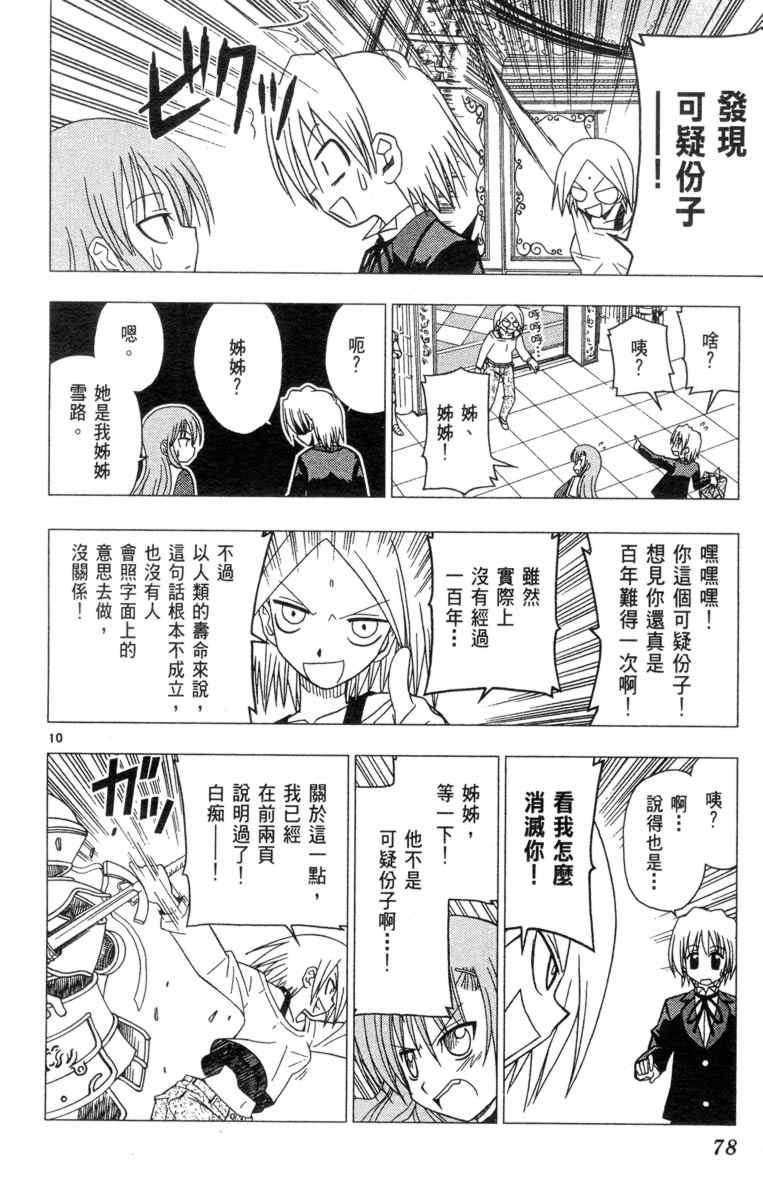 發現
可疑份子
──！
ビッ
啥？
咦？
呼
呼
呼…
姊、
姊姊！
呃？
姊姊？
嗯。
她是我姊姊
雪路。
嘿嘿嘿！
你這個可疑份子！
想見你還真是
百年難得一次啊！
雖然
實際上
沒有經過
一百年…
不過
以人類的壽命來說，
這句話根本不成立，
也沒有人
會照字面上的
意思去做，
沒關係！
10
咦？
啊…
說得也是…
看我怎麼
消滅你！
姊姊，
等一下！
他不是
可疑份子啊…！
關於這一點，
我已經
在前兩頁
說明過了！
白痴──！
ガッ
78